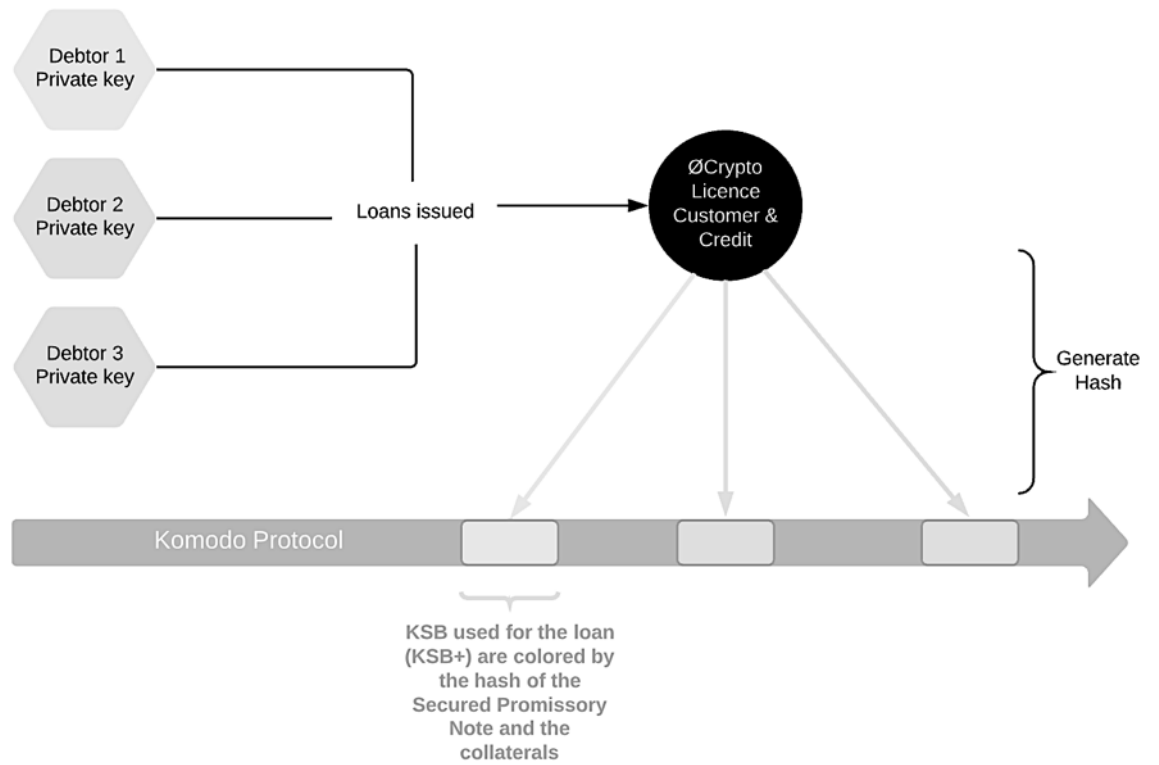 Debtor 1
Private key
Debtor 2
Private key
Loans issued
ØCrypto
Licence
Customer &
Credit
Debtor 3
Private key
Generate
Hash
Komodo Protocol
KSB used for the loan
(KSB+) are colored by
the hash of the
Secured Promissory
Note and the
collaterals